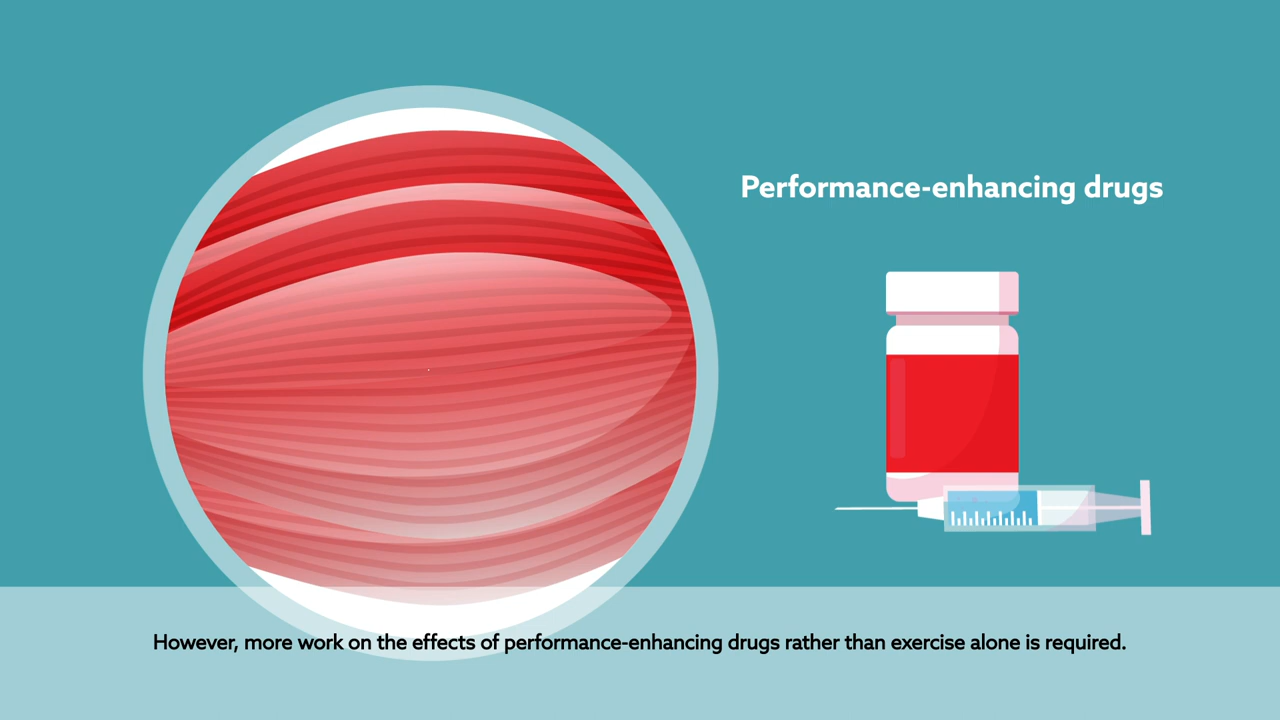 Performance-enhancing drugs
However, more work on the effects of performance-enhancing drugs rather than exercise alone is required.